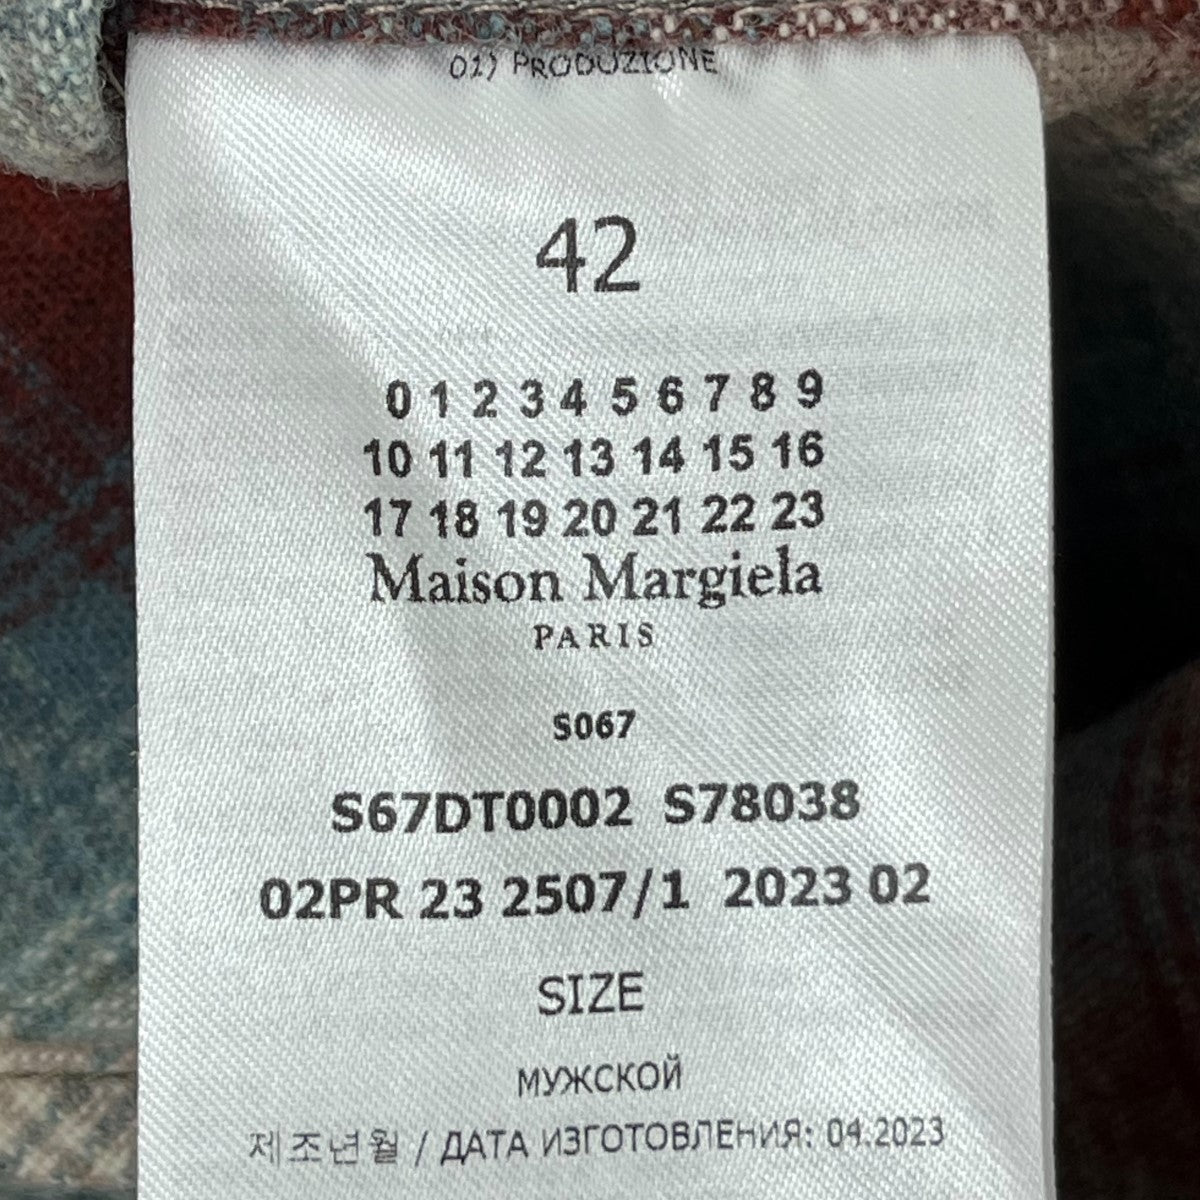 01) PRODUZIONE
42
0 1 2 3 4 5 6 7 8 9
10 11 12 13 14 15 16
17 18 19 20 21 22 23
Maison Margiela
PARIS
S067
S67DT0002 S78038
02PR 23 2507/1 2023 02
SIZE
МУЖСКОЙ
제조년월 / ДАТА ИЗГОТОВЛЕНИЯ: 04.2023